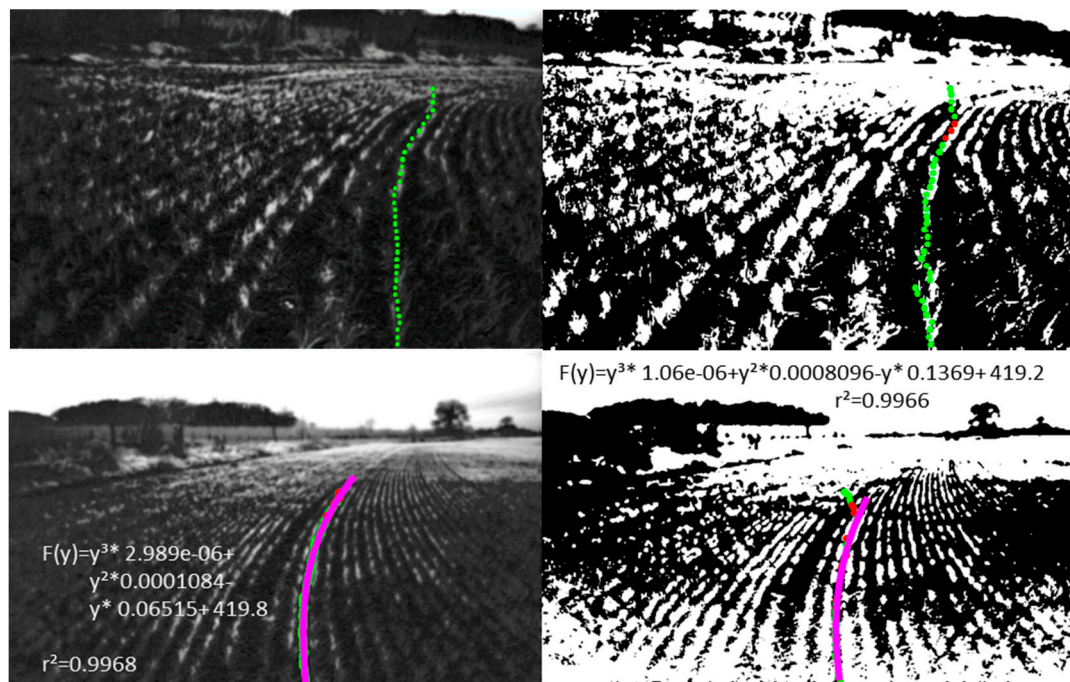 F(y)=y³* 1.06e-06+y²*0.0008096-y* 0.1369+ 419.2
r²=0.9966
F(y)=y³* 2.989e-06+
y²*0.0001084-
y* 0.06515+ 419.8
r²=0.9968